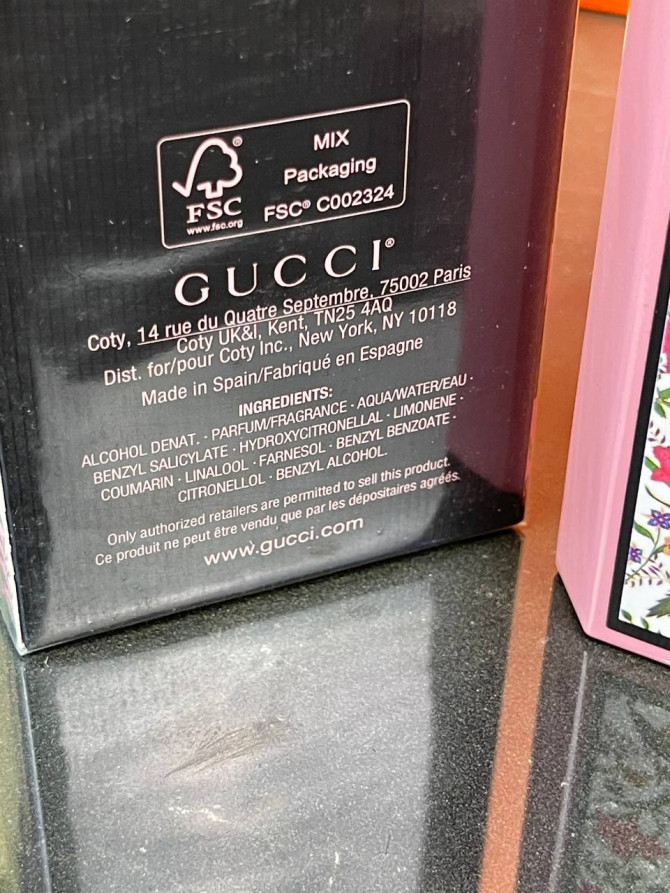 MIX
Packaging
FSC® C002324
FSC
www.fsc.org
GUCCI®
Coty, 14 rue du Quatre Septembre, 75002 Paris
Coty UK&I, Kent, TN25 4AQ
Dist. for/pour Coty Inc., New York, NY 10118
Made in Spain/Fabriqué en Espagne
INGREDIENTS:
ALCOHOL DENAT. · PARFUM/FRAGRANCE · AQUA/WATER/EAU ·
BENZYL SALICYLATE · HYDROXYCITRONELLAL · LIMONENE ·
COUMARIN · LINALOOL · FARNESOL · BENZYL BENZOATE ·
CITRONELLOL · BENZYL ALCOHOL.
Only authorized retailers are permitted to sell this product.
Ce produit ne peut être vendu que par les dépositaires agréés.
www.gucci.com